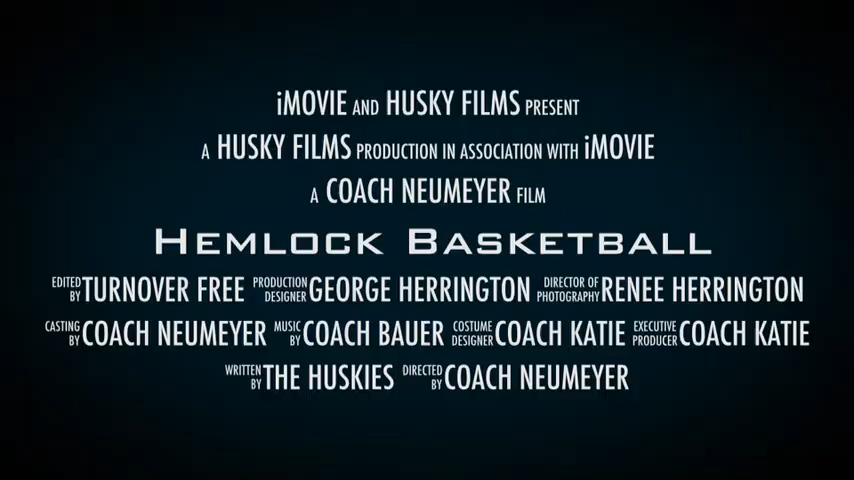 iMOVIE AND HUSKY FILMS PRESENT
A HUSKY FILMS PRODUCTION IN ASSOCIATION WITH iMOVIE
A COACH NEUMEYER FILM
HEMLOCK BASKETBALL
EDITED BY TURNOVER FREE PRODUCTION DESIGNER GEORGE HERRINGTON DIRECTOR OF PHOTOGRAPHY RENEE HERRINGTON
CASTING BY COACH NEUMEYER MUSIC BY COACH BAUER COSTUME DESIGNER COACH KATIE EXECUTIVE PRODUCER COACH KATIE
WRITTEN BY THE HUSKIES DIRECTED BY COACH NEUMEYER